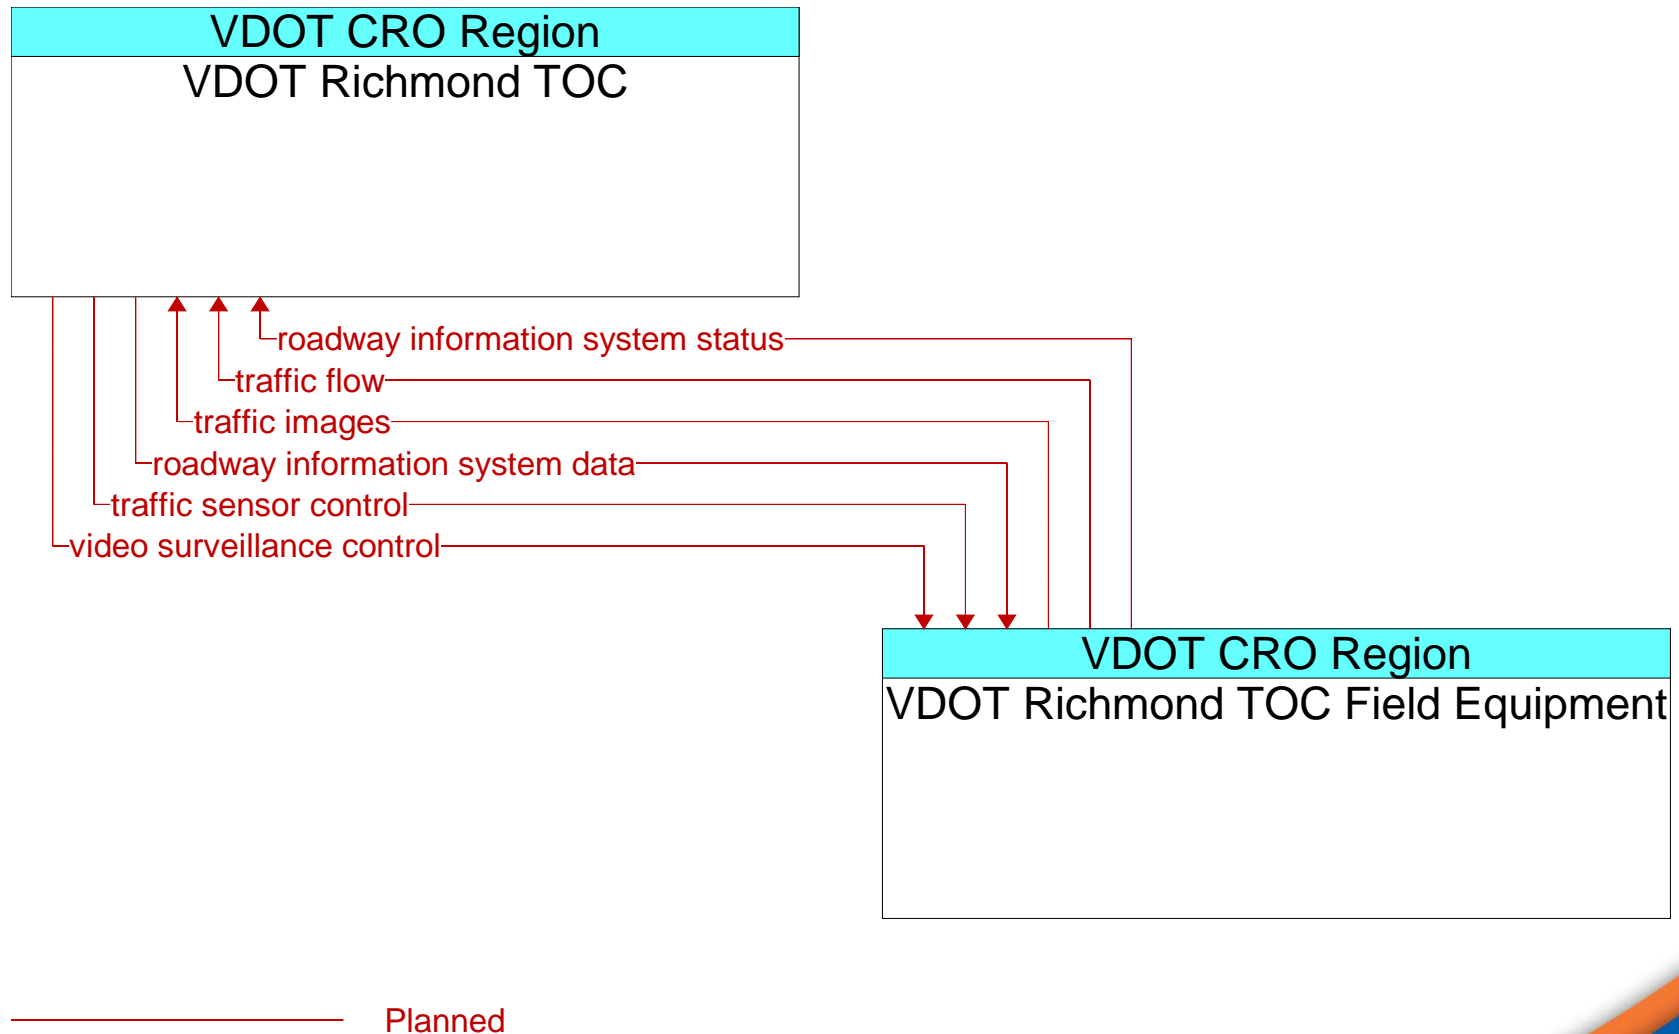 VDOT CRO Region
VDOT Richmond TOC
roadway information system status
traffic flow
traffic images
roadway information system data
traffic sensor control
video surveillance control
VDOT CRO Region
VDOT Richmond TOC Field Equipment
Planned